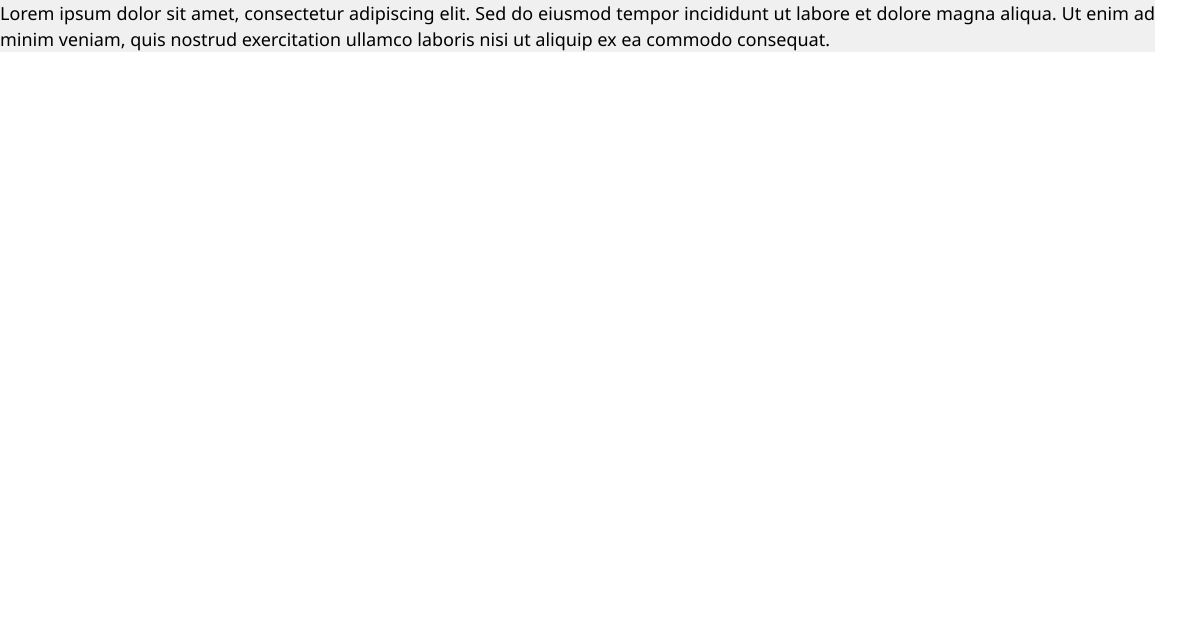 Lorem ipsum dolor sit amet, consectetur adipiscing elit. Sed do eiusmod tempor incididunt ut labore et dolore magna aliqua. Ut enim ad
minim veniam, quis nostrud exercitation ullamco laboris nisi ut aliquip ex ea commodo consequat.